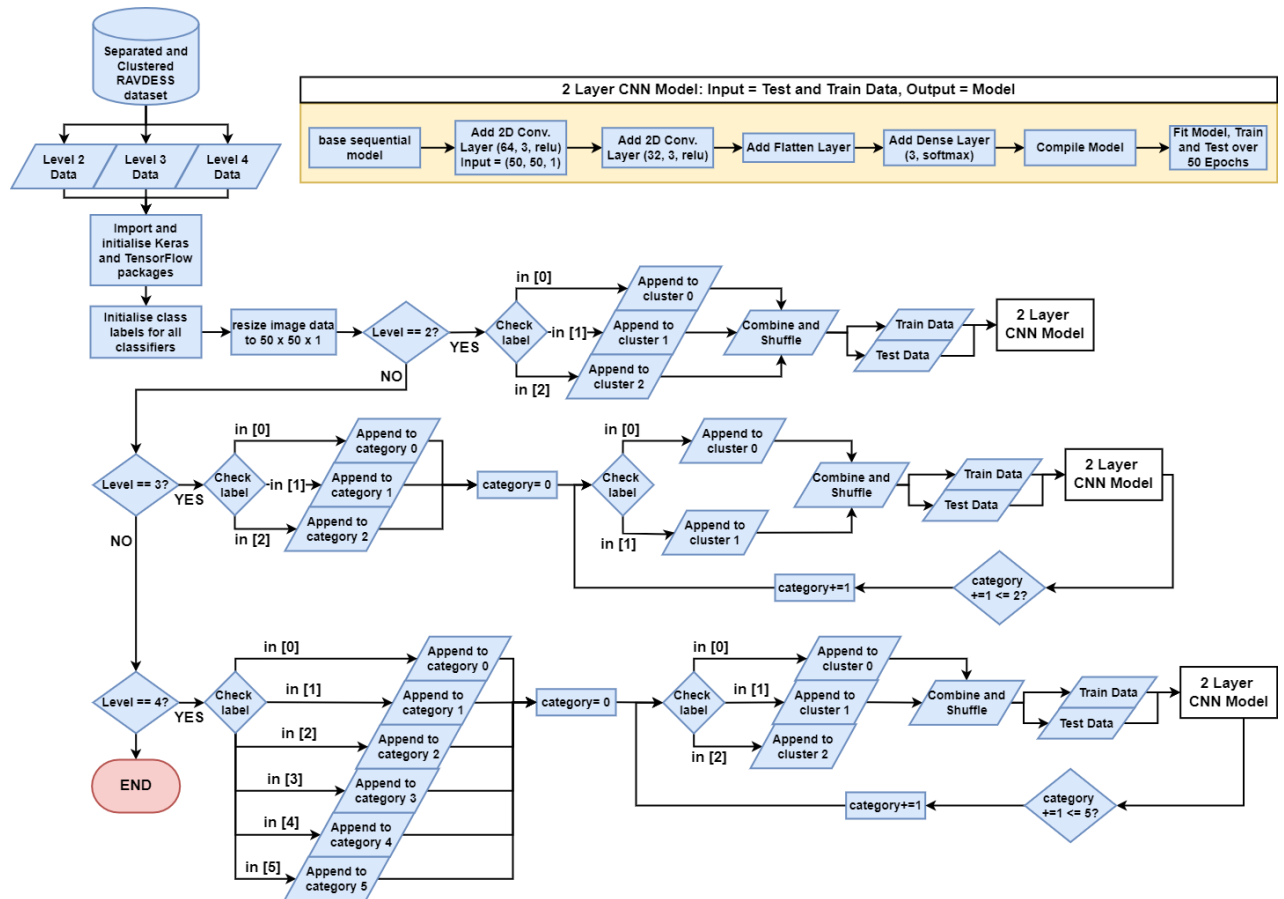 Separated and
Clustered
RAVDESS
dataset
2 Layer CNN Model: Input = Test and Train Data, Output = Model
base sequential
model
Add 2D Conv.
Layer (64, 3, relu)
Input = (50, 50, 1)
Add 2D Conv.
Layer (32, 3, relu)
Add Flatten Layer
Add Dense Layer
(3, softmax)
Compile Model
Fit Model, Train
and Test over
50 Epochs
Level 2
Data
Level 3
Data
Level 4
Data
Import and
initialise Keras
and TensorFlow
packages
Initialise class
labels for all
classifiers
resize image data
to 50 x 50 x 1
Level == 2?
YES
NO
Check
label
in [0]
in [1]
in [2]
Append to
cluster 0
Append to
cluster 1
Append to
cluster 2
Combine and
Shuffle
Train Data
Test Data
2 Layer
CNN Model
Level == 3?
YES
NO
Check
label
in [0]
in [1]
in [2]
Append to
category 0
Append to
category 1
Append to
category 2
category= 0
Check
label
in [0]
in [1]
Append to
cluster 0
Append to
cluster 1
Combine and
Shuffle
Train Data
Test Data
2 Layer
CNN Model
category
+=1 <= 2?
category+=1
Level == 4?
YES
END
Check
label
in [0]
in [1]
in [2]
in [3]
in [4]
in [5]
Append to
category 0
Append to
category 1
Append to
category 2
Append to
category 3
Append to
category 4
Append to
category 5
category= 0
Check
label
in [0]
in [1]
in [2]
Append to
cluster 0
Append to
cluster 1
Append to
cluster 2
Combine and
Shuffle
Train Data
Test Data
2 Layer
CNN Model
category
+=1 <= 5?
category+=1